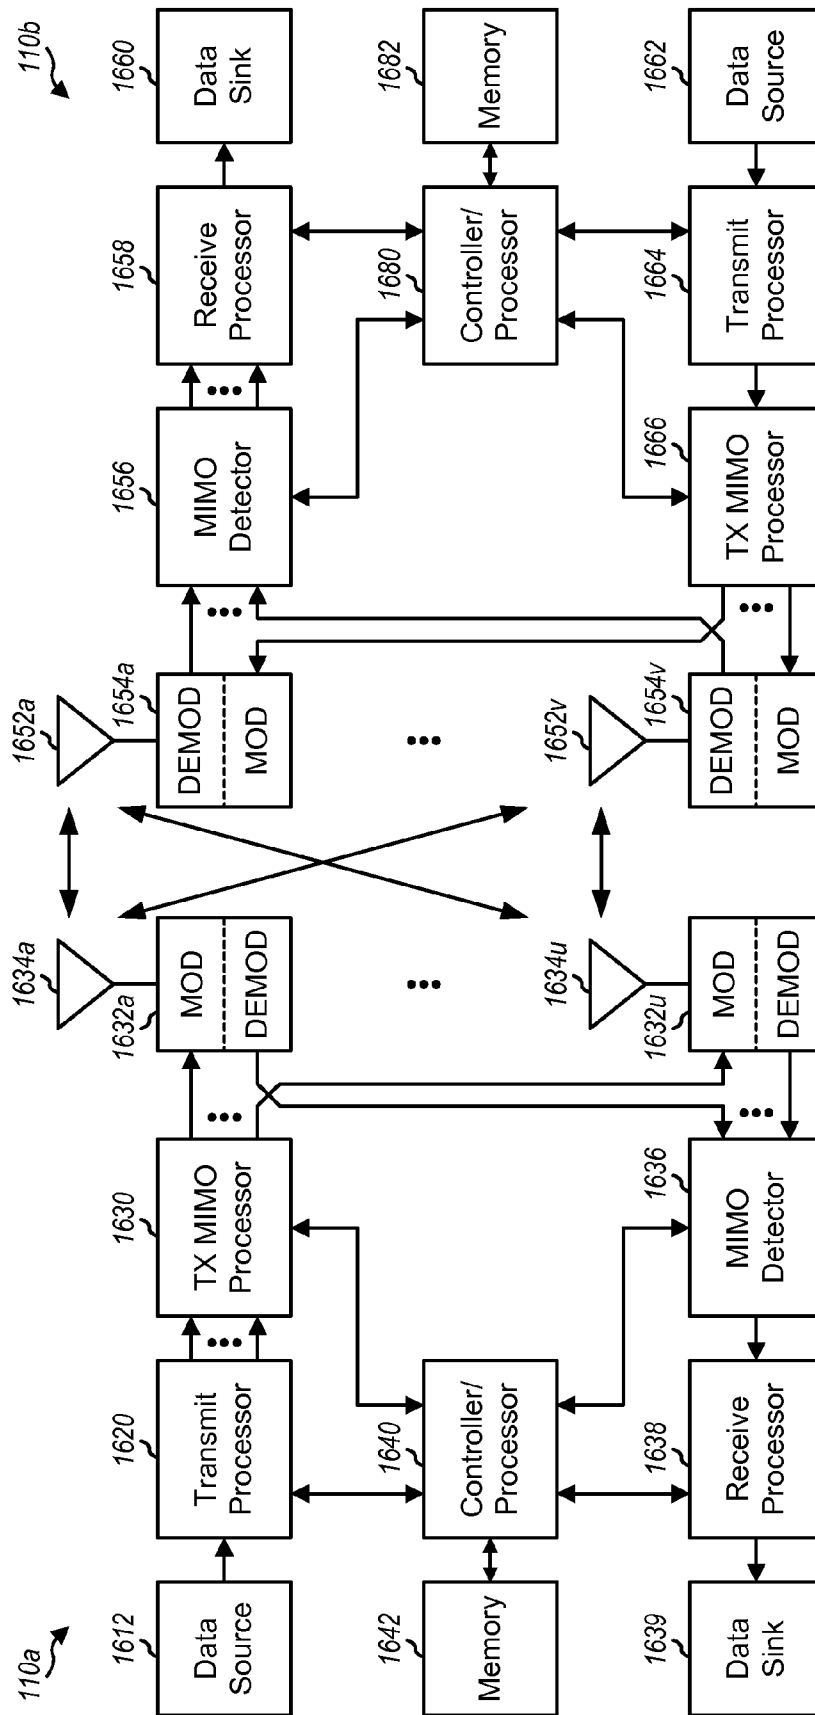 110a
110b
1612
Data
Source
1620
Transmit
Processor
1630
TX MIMO
Processor
1632a
MOD
DEMOD
1634a
1652a
1654a
DEMOD
MOD
1656
MIMO
Detector
1658
Receive
Processor
1660
Data
Sink
1642
Memory
1640
Controller/
Processor
1680
Controller/
Processor
1682
Memory
1639
Data
Sink
1638
Receive
Processor
1636
MIMO
Detector
1632u
MOD
DEMOD
1634u
1652v
1654v
DEMOD
MOD
1666
TX MIMO
Processor
1664
Transmit
Processor
1662
Data
Source